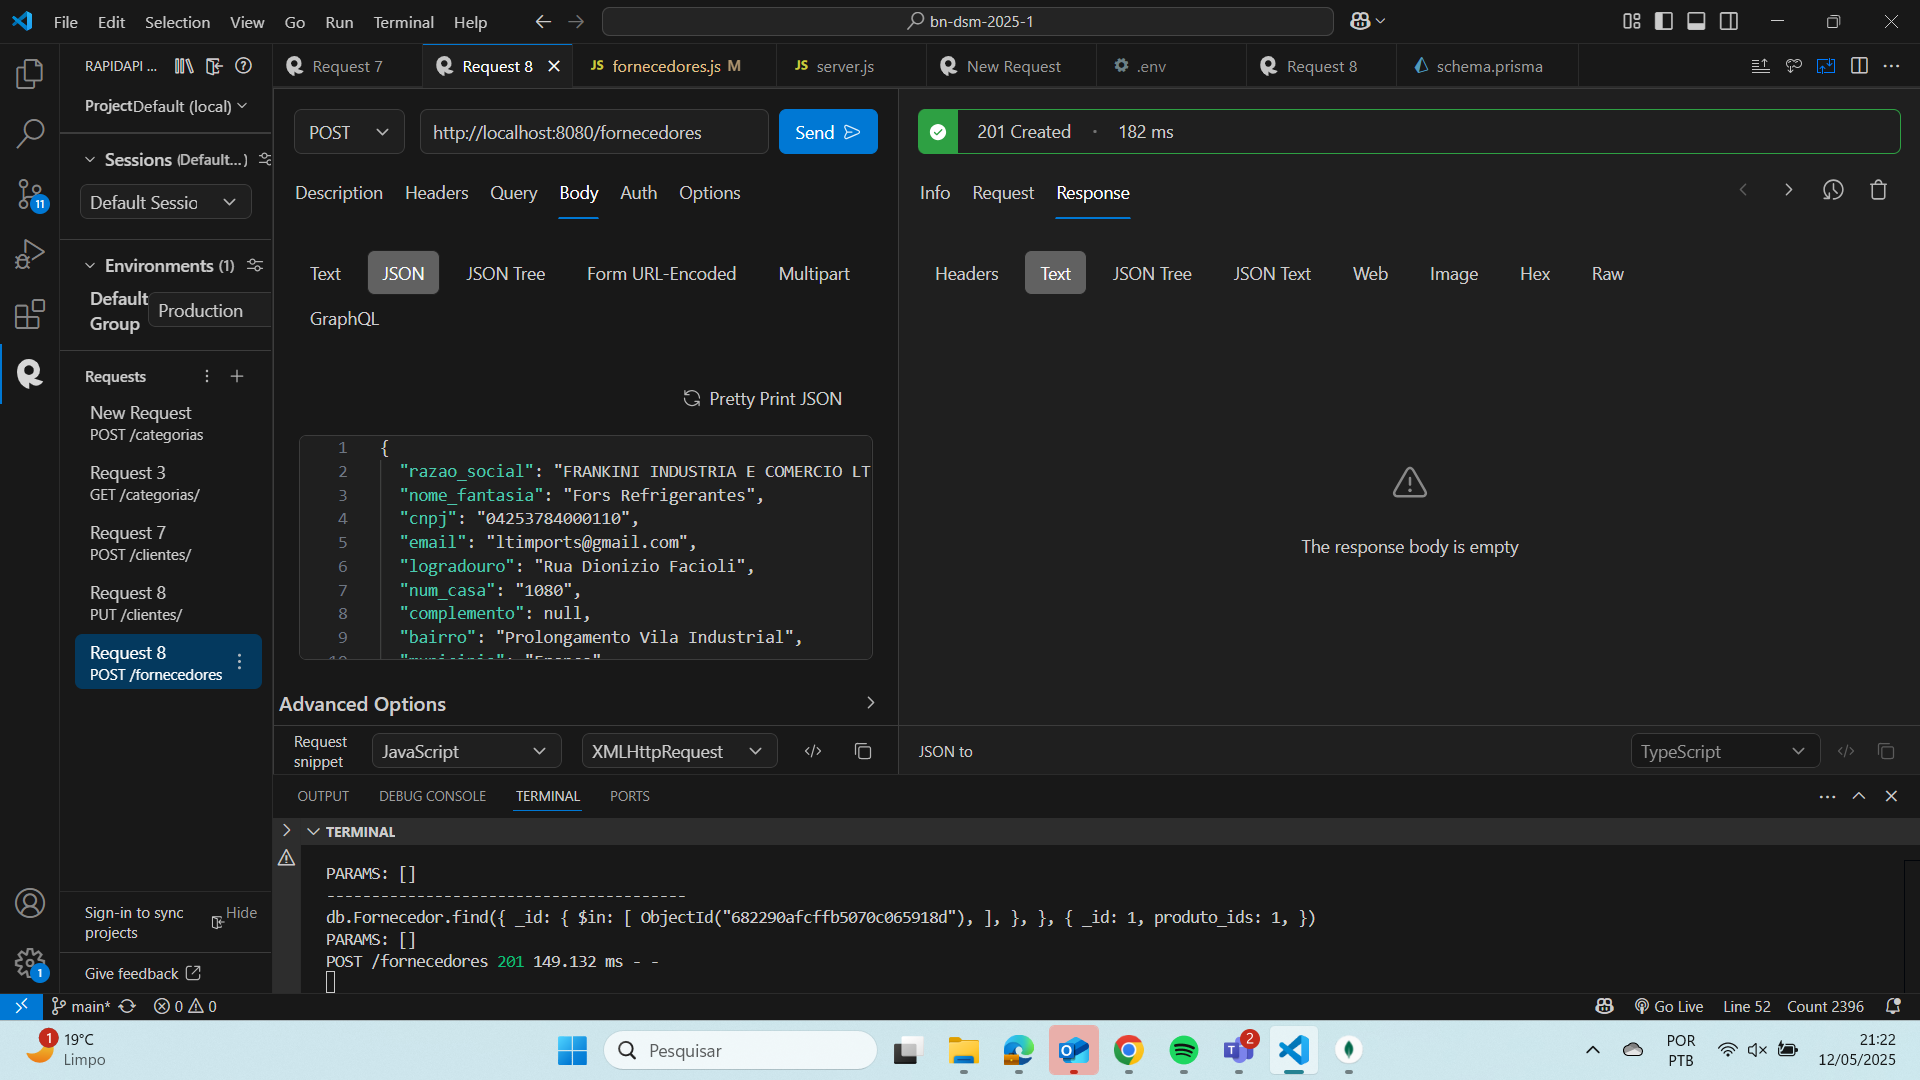 File Edit Selection View Go Run Terminal Help
bn-dsm-2025-1
RAPIDAPI ...
Request 7
Request 8
JS fornecedores.js M
JS server.js
New Request
.env
Request 8
schema.prisma
Project Default (local)
Sessions (Default...)
Default Sessio
Environments (1)
Default Group
Production
Requests
New Request
POST /categorias
Request 3
GET /categorias/
Request 7
POST /clientes/
Request 8
PUT /clientes/
Request 8
POST /fornecedores
Sign-in to sync projects
Hide
Give feedback
11
1
POST
http://localhost:8080/fornecedores
Send
Description Headers Query Body Auth Options
Text JSON JSON Tree Form URL-Encoded Multipart
GraphQL
Pretty Print JSON
1 {
2 "razao_social": "FRANKINI INDUSTRIA E COMERCIO LT
3 "nome_fantasia": "Fors Refrigerantes",
4 "cnpj": "04253784000110",
5 "email": "ltimports@gmail.com",
6 "logradouro": "Rua Dionizio Facioli",
7 "num_casa": "1080",
8 "complemento": null,
9 "bairro": "Prolongamento Vila Industrial",
Advanced Options
Request snippet
JavaScript
XMLHttpRequest
201 Created · 182 ms
Info Request Response
Headers Text JSON Tree JSON Text Web Image Hex Raw
The response body is empty
JSON to
TypeScript
OUTPUT DEBUG CONSOLE TERMINAL PORTS
TERMINAL
PARAMS: []
----------------------------------------
db.Fornecedor.find({ _id: { $in: [ ObjectId("682290afcffb5070c065918d"), ], }, }, { _id: 1, produto_ids: 1, })
PARAMS: []
POST /fornecedores 201 149.132 ms - -
main* 0 0
Go Live Line 52 Count 2396
1
19°C
Limpo
Pesquisar
2
POR
PTB
21:22
12/05/2025